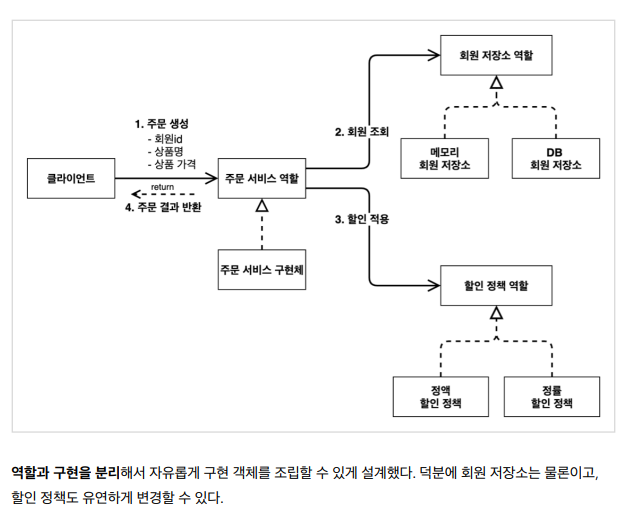 회원 저장소 역할
1. 주문 생성
- 회원id
- 상품명
- 상품 가격
2. 회원 조회
메모리
회원 저장소
DB
회원 저장소
클라이언트
return
4. 주문 결과 반환
주문 서비스 역할
3. 할인 적용
주문 서비스 구현체
할인 정책 역할
정액
할인 정책
정률
할인 정책
역할과 구현을 분리해서 자유롭게 구현 객체를 조립할 수 있게 설계했다. 덕분에 회원 저장소는 물론이고,
할인 정책도 유연하게 변경할 수 있다.